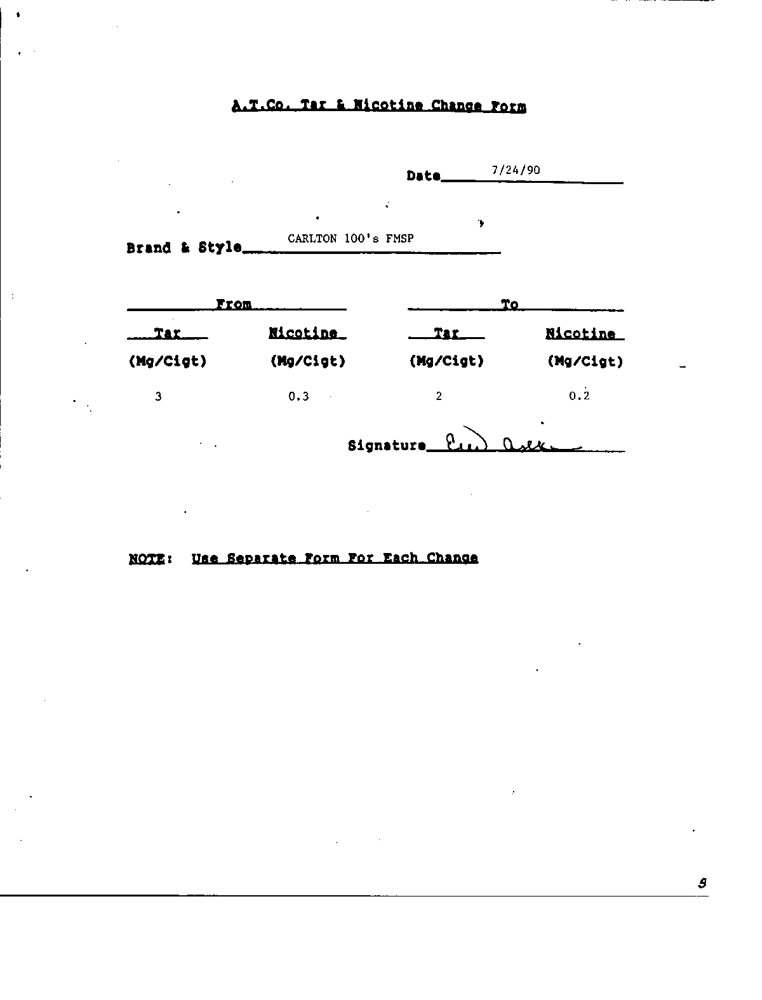 A.T.Co. Tar & Nicotine Change Form
Date 7/24/90
Brand & Style CARLTON 100's FMSP
From To
Tar Nicotine Tar Nicotine
(Mg/Cigt) (Mg/Cigt) (Mg/Cigt) (Mg/Cigt)
3 0.3 2 0.2
Signature
NOTE: Use Separate Form For Each Change